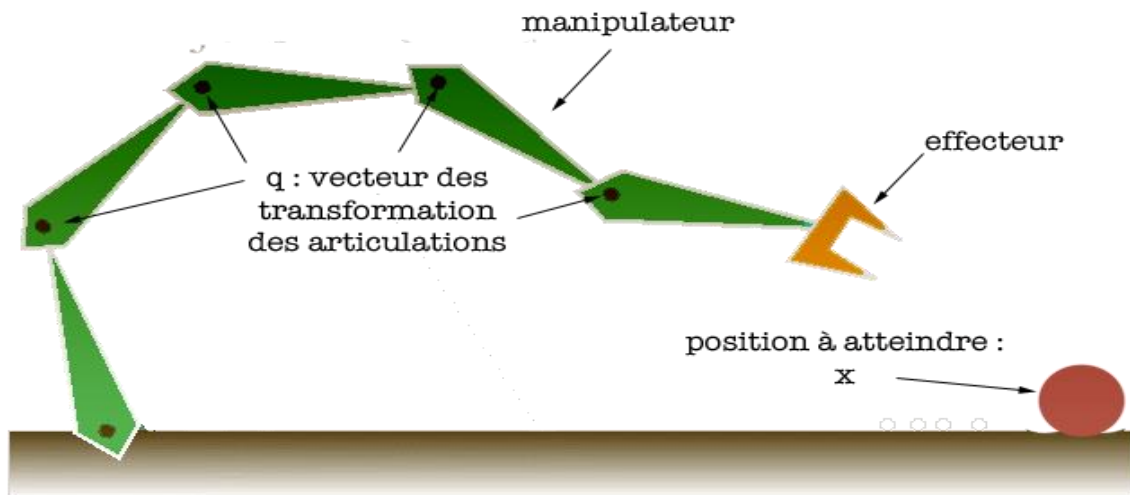 manipulateur
effecteur
q : vecteur des
transformation
des articulations
position à atteindre :
x